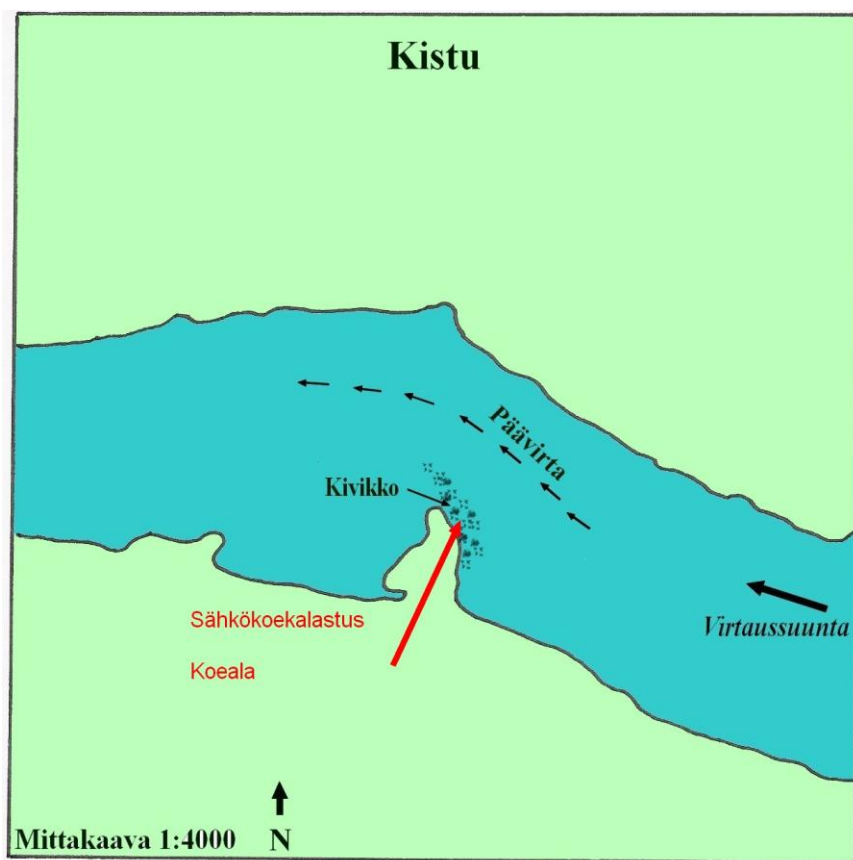 Kistu
Päävirta
Kivikko
Virtaussuunta
Sähkökoekalastus
Koeala
Mittakaava 1:4000
N